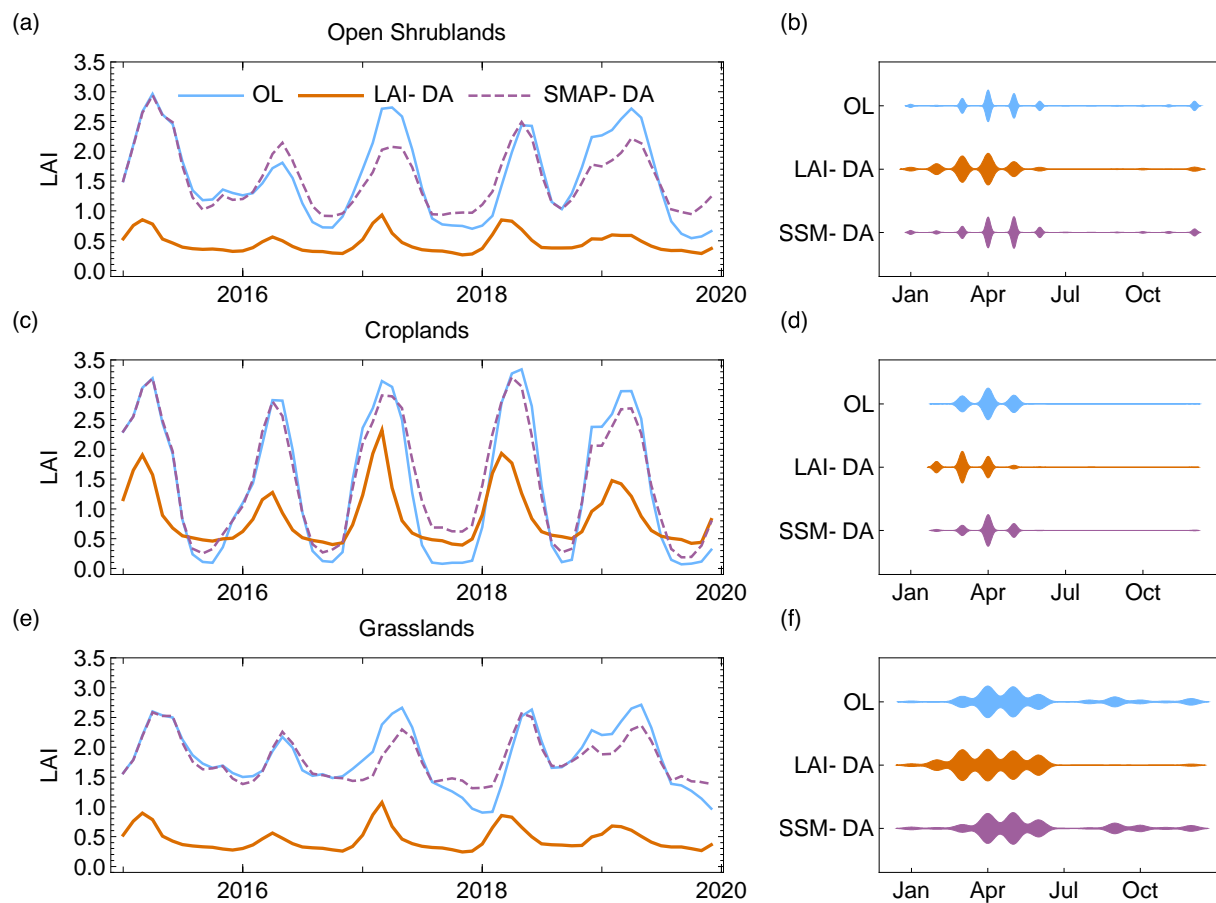 (a)
Open Shrublands
(b)
3.5
3.0
2.5
2.0
1.5
1.0
0.5
0.0
LAI
OL
LAI- DA
SMAP- DA
2016
2018
2020
OL
LAI- DA
SSM- DA
Jan
Apr
Jul
Oct
(c)
Croplands
(d)
3.5
3.0
2.5
2.0
1.5
1.0
0.5
0.0
LAI
2016
2018
2020
OL
LAI- DA
SSM- DA
Jan
Apr
Jul
Oct
(e)
Grasslands
(f)
3.5
3.0
2.5
2.0
1.5
1.0
0.5
0.0
LAI
2016
2018
2020
OL
LAI- DA
SSM- DA
Jan
Apr
Jul
Oct